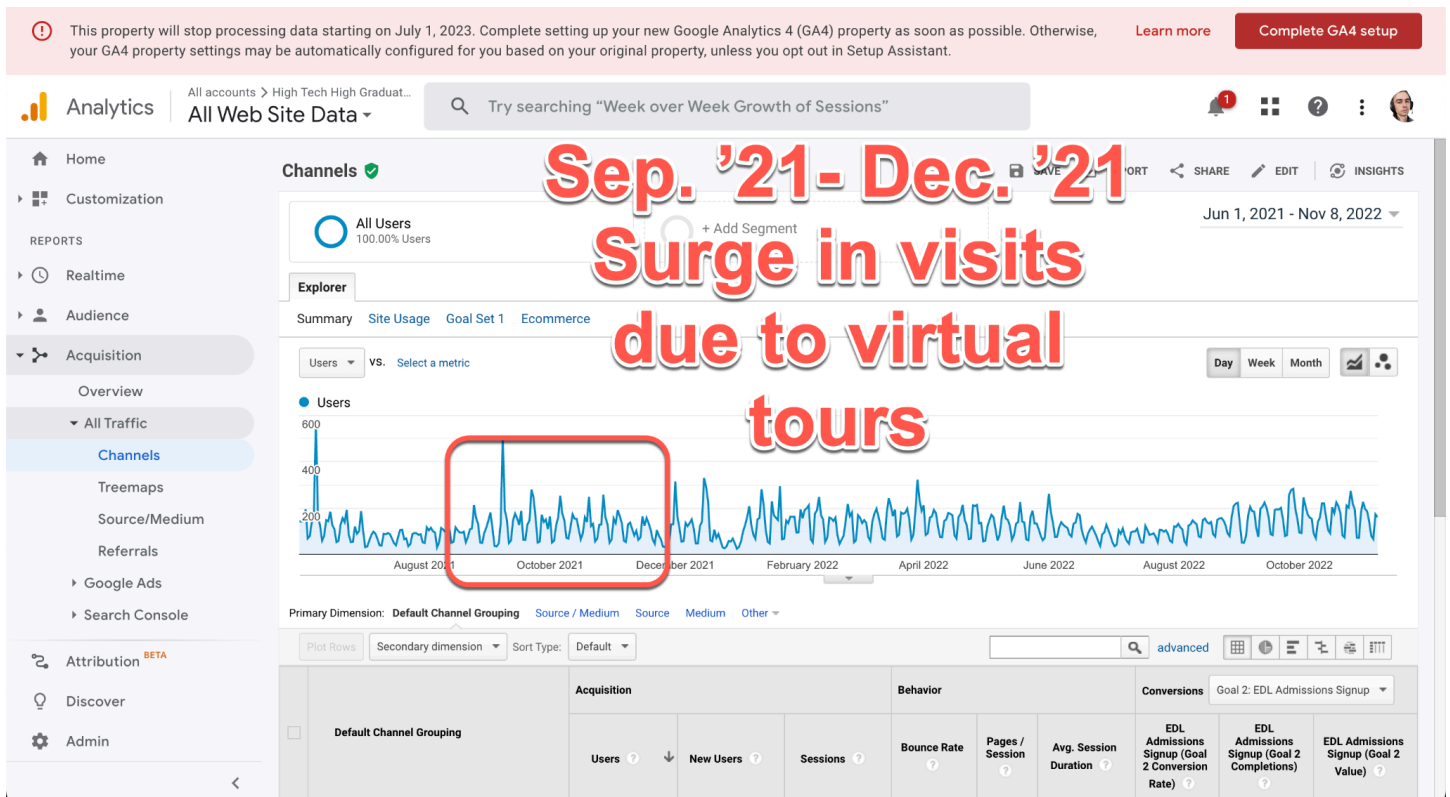 This property will stop processing data starting on July 1, 2023. Complete setting up your new Google Analytics 4 (GA4) property as soon as possible. Otherwise,
your GA4 property settings may be automatically configured for you based on your original property, unless you opt out in Setup Assistant.
Learn more
Complete GA4 setup
Analytics
All accounts > High Tech High Graduat...
All Web Site Data
Try searching “Week over Week Growth of Sessions”
1
Home
Customization
REPORTS
Realtime
Audience
Acquisition
Overview
All Traffic
Channels
Treemaps
Source/Medium
Referrals
Google Ads
Search Console
Attribution BETA
Discover
Admin
Channels
SAVE
SHARE
EDIT
INSIGHTS
Sep. ’21- Dec. ’21
Surge in visits
due to virtual
tours
All Users
100.00% Users
+ Add Segment
Jun 1, 2021 - Nov 8, 2022
Explorer
Summary Site Usage Goal Set 1 Ecommerce
Users VS. Select a metric
Day Week Month
Users
600
400
200
August 2021 October 2021 December 2021 February 2022 April 2022 June 2022 August 2022 October 2022
Primary Dimension: Default Channel Grouping Source / Medium Source Medium Other
Plot Rows Secondary dimension Sort Type: Default
advanced
Default Channel Grouping
Acquisition
Users ? New Users ? Sessions ?
Behavior
Bounce Rate ?
Pages / Session ?
Avg. Session Duration ?
Conversions Goal 2: EDL Admissions Signup
EDL Admissions Signup (Goal 2 Conversion Rate) ?
EDL Admissions Signup (Goal 2 Completions) ?
EDL Admissions Signup (Goal 2 Value) ?